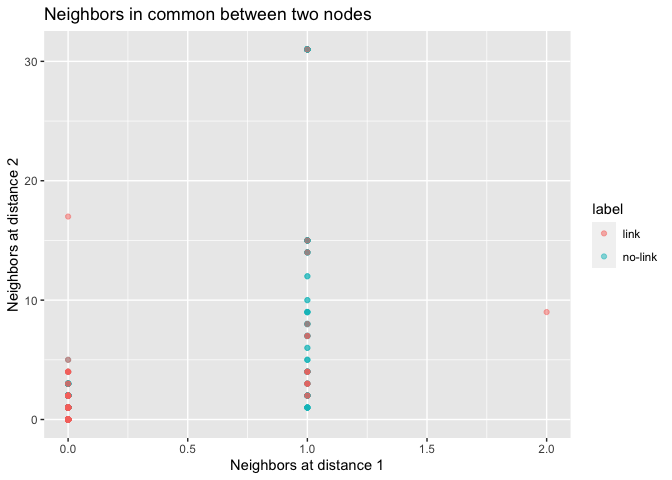 Neighbors in common between two nodes
30
20
10
0
Neighbors at distance 2
0.0 0.5 1.0 1.5 2.0
Neighbors at distance 1
label
link
no-link